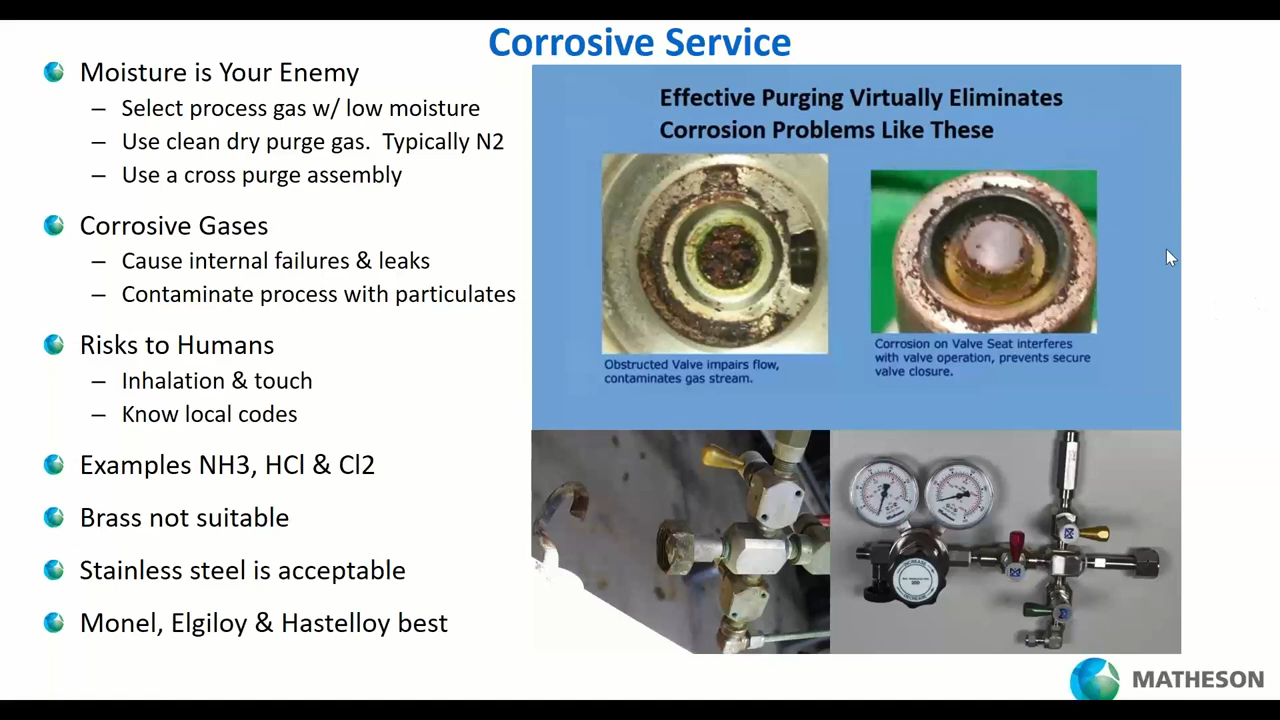 Corrosive Service
Moisture is Your Enemy
– Select process gas w/ low moisture
– Use clean dry purge gas. Typically N2
– Use a cross purge assembly
Corrosive Gases
– Cause internal failures & leaks
– Contaminate process with particulates
Risks to Humans
– Inhalation & touch
– Know local codes
Examples NH3, HCl & Cl2
Brass not suitable
Stainless steel is acceptable
Monel, Elgiloy & Hastelloy best
Effective Purging Virtually Eliminates
Corrosion Problems Like These
Obstructed Valve impairs flow,
contaminates gas stream.
Corrosion on Valve Seat interferes
with valve operation, prevents secure
valve closure.
MATHESON